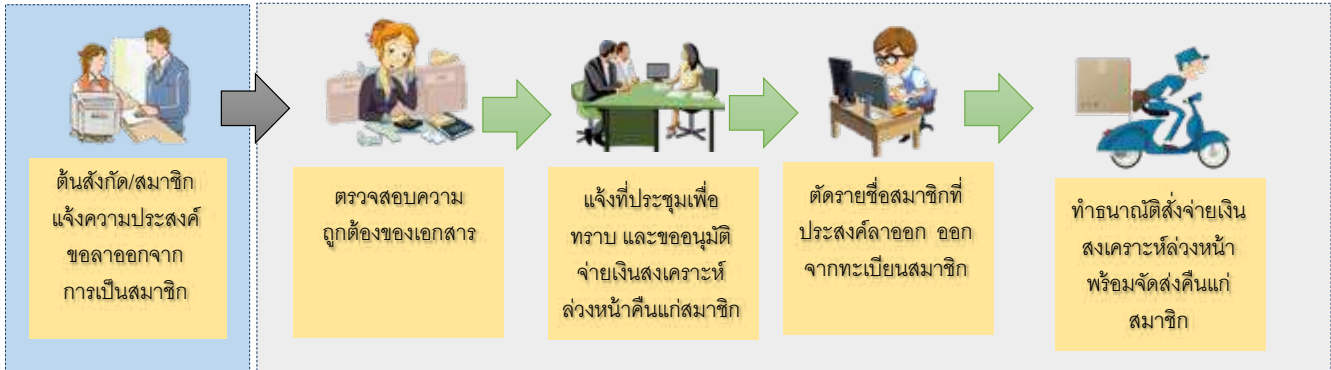 ต้นสังกัด/สมาชิก
แจ้งความประสงค์
ขอลาออกจาก
การเป็นสมาชิก
ตรวจสอบความ
ถูกต้องของเอกสาร
แจ้งที่ประชุมเพื่อ
ทราบ และขออนุมัติ
จ่ายเงินสงเคราะห์
ล่วงหน้าคืนแก่สมาชิก
ตัดรายชื่อสมาชิกที่
ประสงค์ลาออก ออก
จากทะเบียนสมาชิก
ทำธนาณัติสั่งจ่ายเงิน
สงเคราะห์ล่วงหน้า
พร้อมจัดส่งคืนแก่
สมาชิก